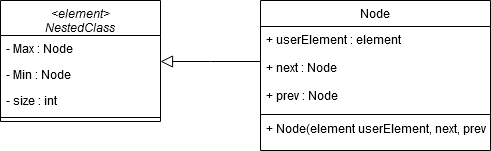 <element>
NestedClass
- Max : Node
- Min : Node
- size : int
Node
+ userElement : element
+ next : Node
+ prev : Node
+ Node(element userElement, next, prev